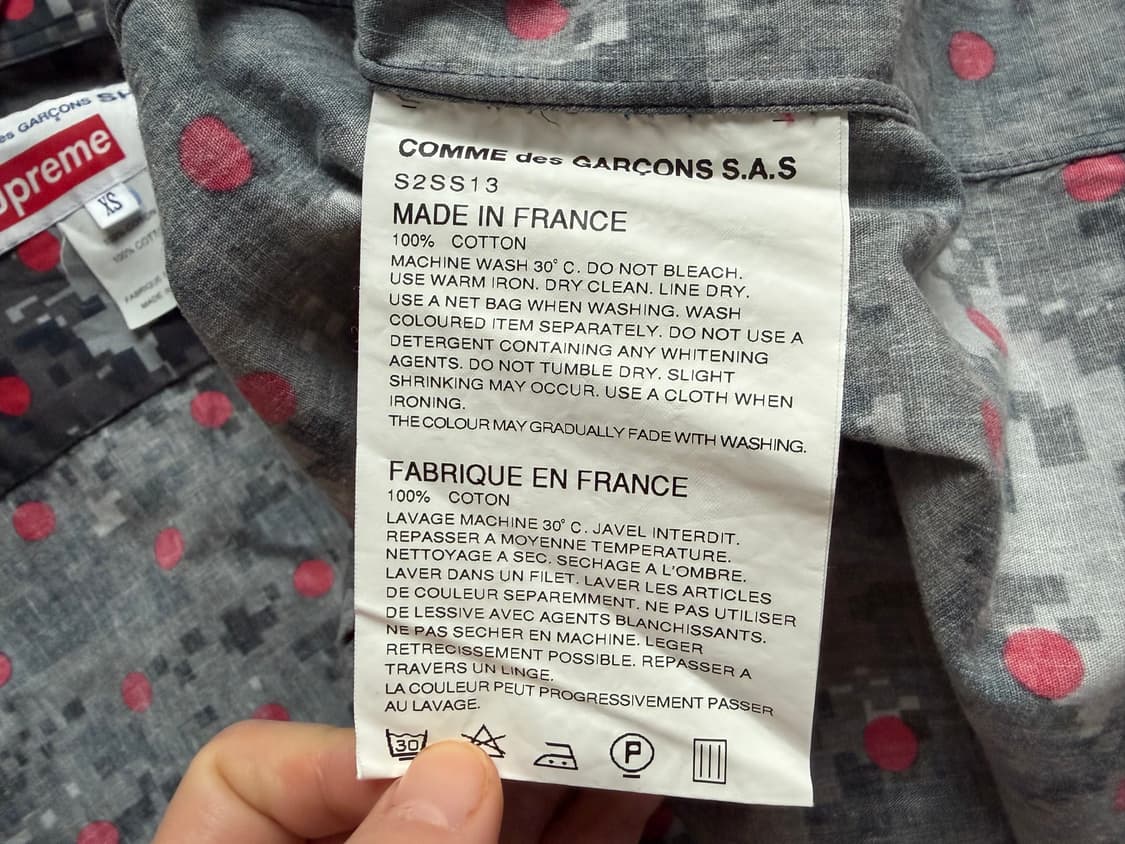 des GARÇONS SH
upreme
XS
100% COTT
FABRIQUE
MADE
COMME des GARÇONS S.A.S
S2SS13
MADE IN FRANCE
100% COTTON
MACHINE WASH 30° C. DO NOT BLEACH.
USE WARM IRON. DRY CLEAN. LINE DRY.
USE A NET BAG WHEN WASHING. WASH
COLOURED ITEM SEPARATELY. DO NOT USE A
DETERGENT CONTAINING ANY WHITENING
AGENTS. DO NOT TUMBLE DRY. SLIGHT
SHRINKING MAY OCCUR. USE A CLOTH WHEN
IRONING.
THE COLOUR MAY GRADUALLY FADE WITH WASHING.
FABRIQUE EN FRANCE
100% COTON
LAVAGE MACHINE 30° C. JAVEL INTERDIT.
REPASSER A MOYENNE TEMPERATURE.
NETTOYAGE A SEC. SECHAGE A L'OMBRE.
LAVER DANS UN FILET. LAVER LES ARTICLES
DE COULEUR SEPAREMMENT. NE PAS UTILISER
DE LESSIVE AVEC AGENTS BLANCHISSANTS.
NE PAS SECHER EN MACHINE. LEGER
RETRECISSEMENT POSSIBLE. REPASSER A
TRAVERS UN LINGE.
LA COULEUR PEUT PROGRESSIVEMENT PASSER
AU LAVAGE.
30 P